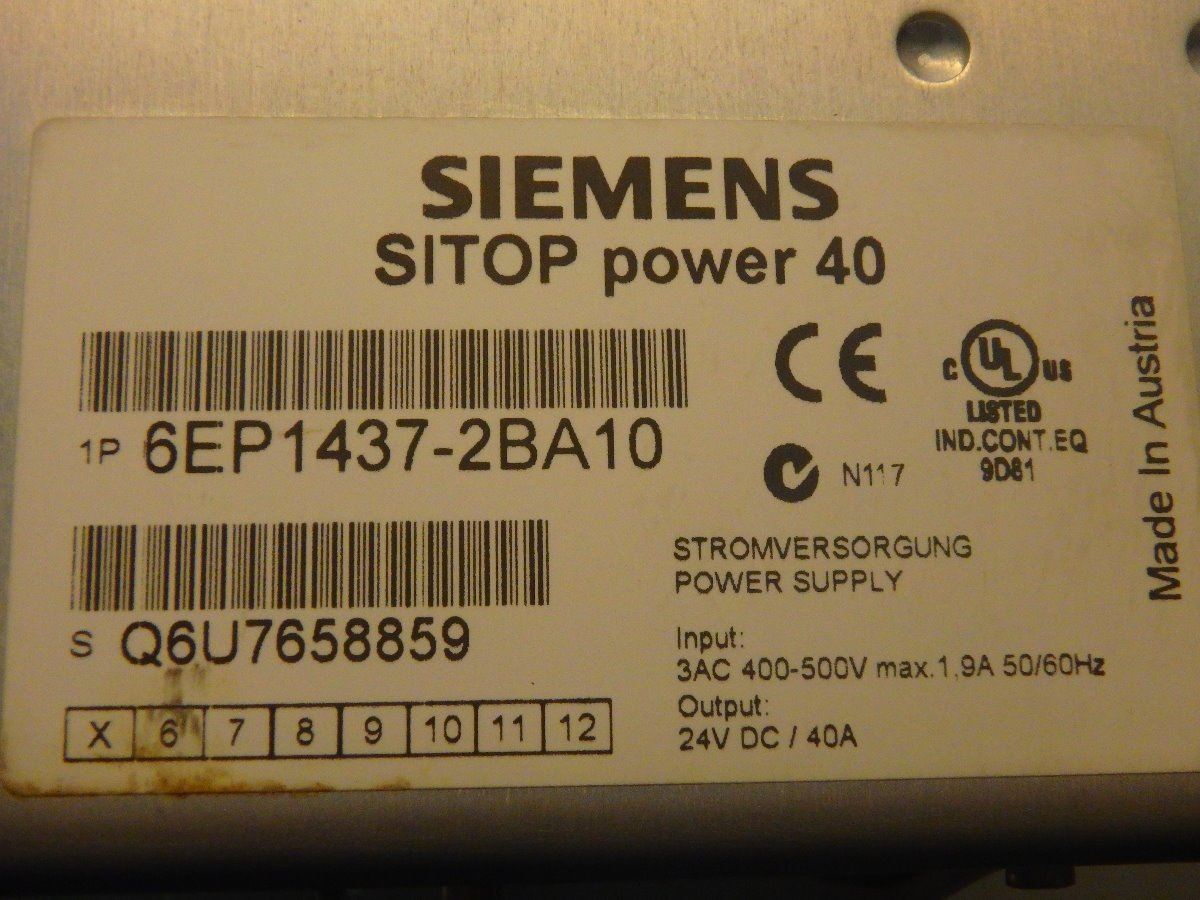 SIEMENS
SITOP power 40
1P 6EP1437-2BA10
CE
C UL US
LISTED
IND.CONT.EQ
9D81
N117
Made In Austria
S Q6U7658859
X 6 7 8 9 10 11 12
STROMVERSORGUNG
POWER SUPPLY
Input:
3AC 400-500V max.1,9A 50/60Hz
Output:
24V DC / 40A